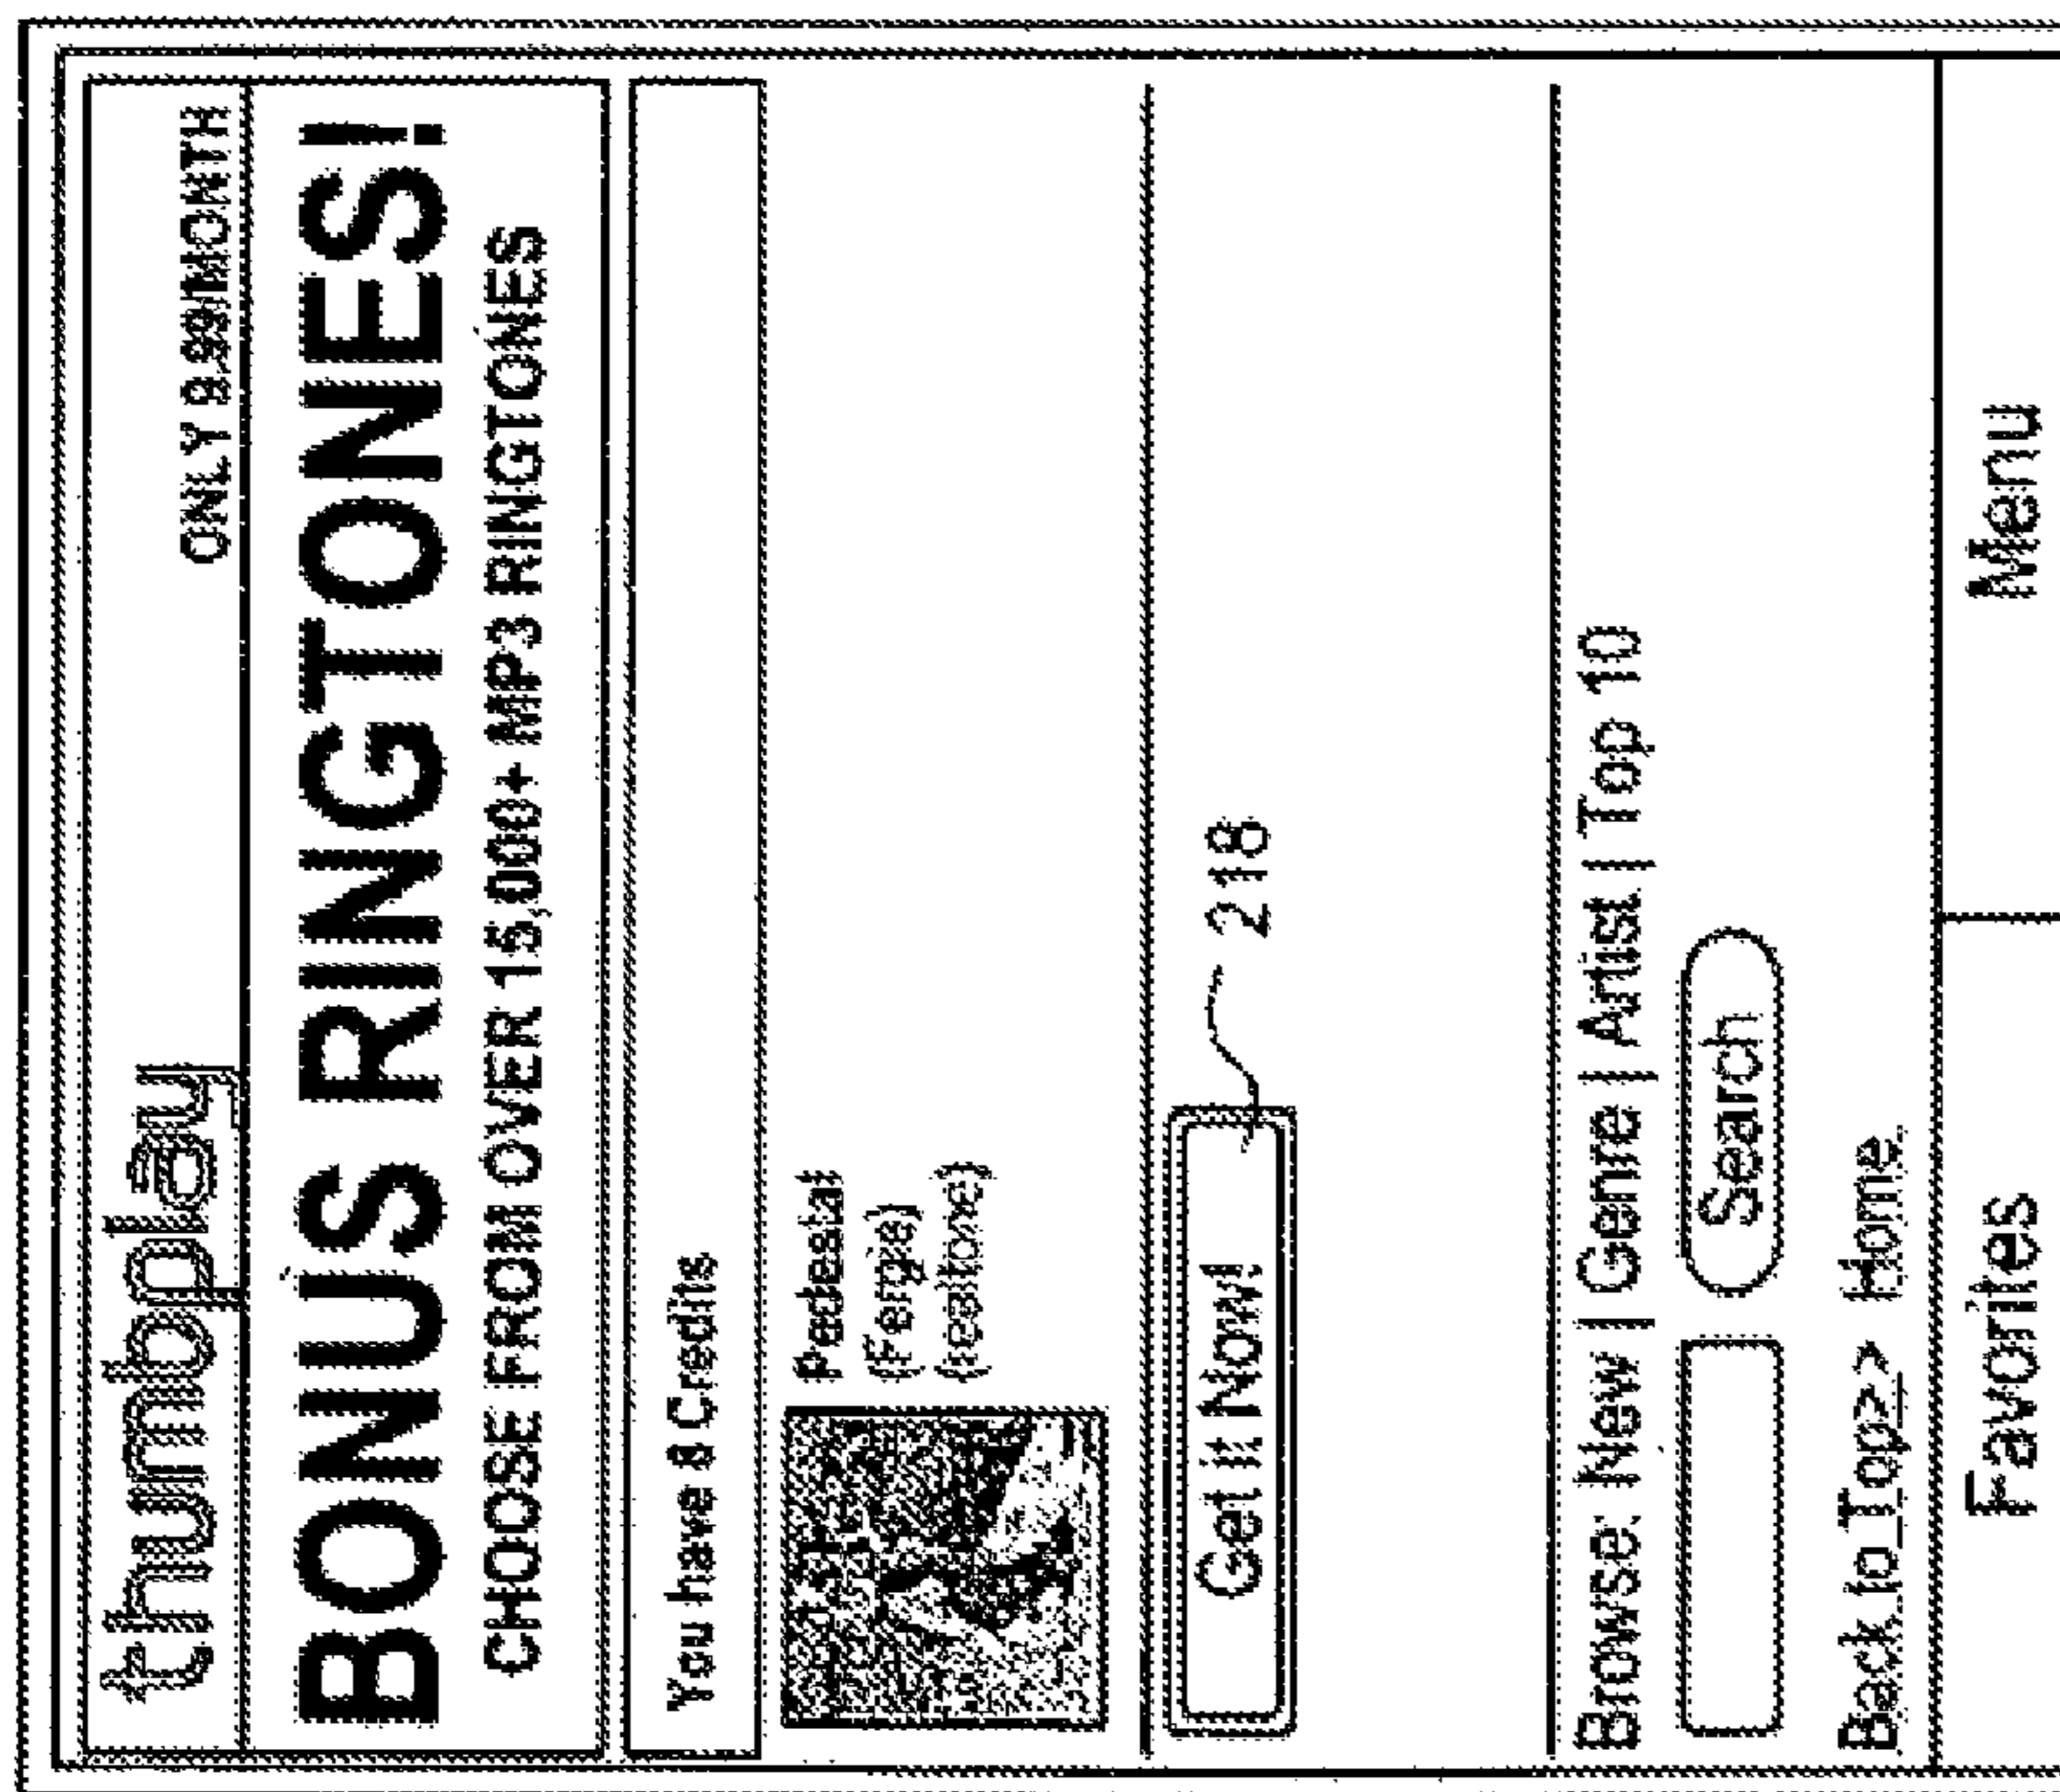 thumbplay
ONLY 9.99/MONTH
BONUS RINGTONES!
CHOOSE FROM OVER 15,000+ MP3 RINGTONES
You have 8 Credits
Pedestal
(Fergie)
(realtone)
Get it Now!
218
Browse: New | Genre | Artist | Top 10
Search
Back to Top>> Home
Favorites Menu